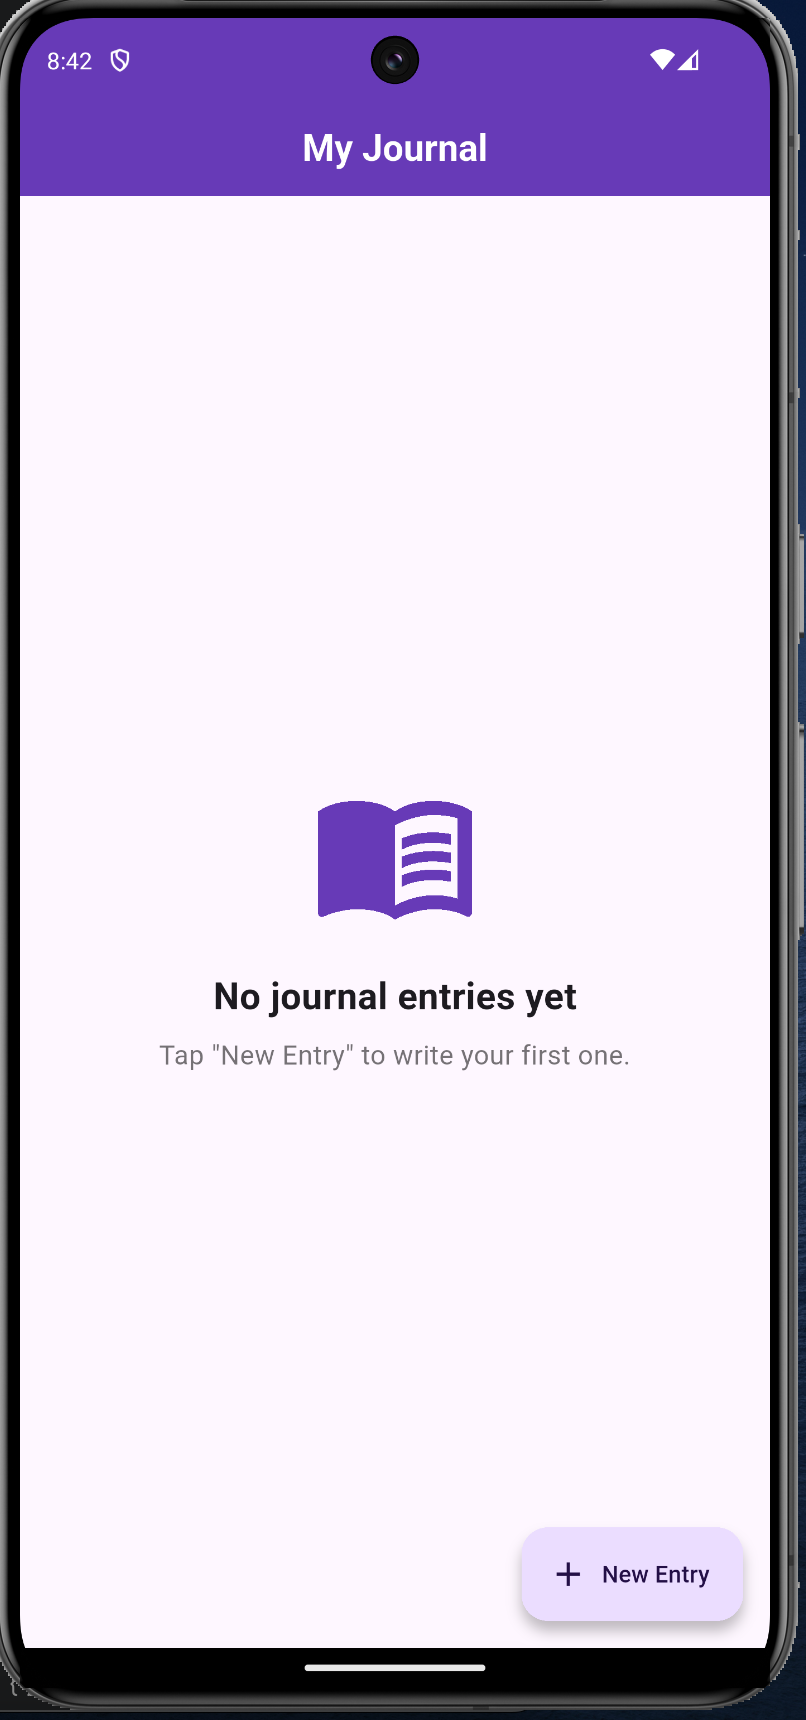 8:42
My Journal
No journal entries yet
Tap "New Entry" to write your first one.
+ New Entry
{